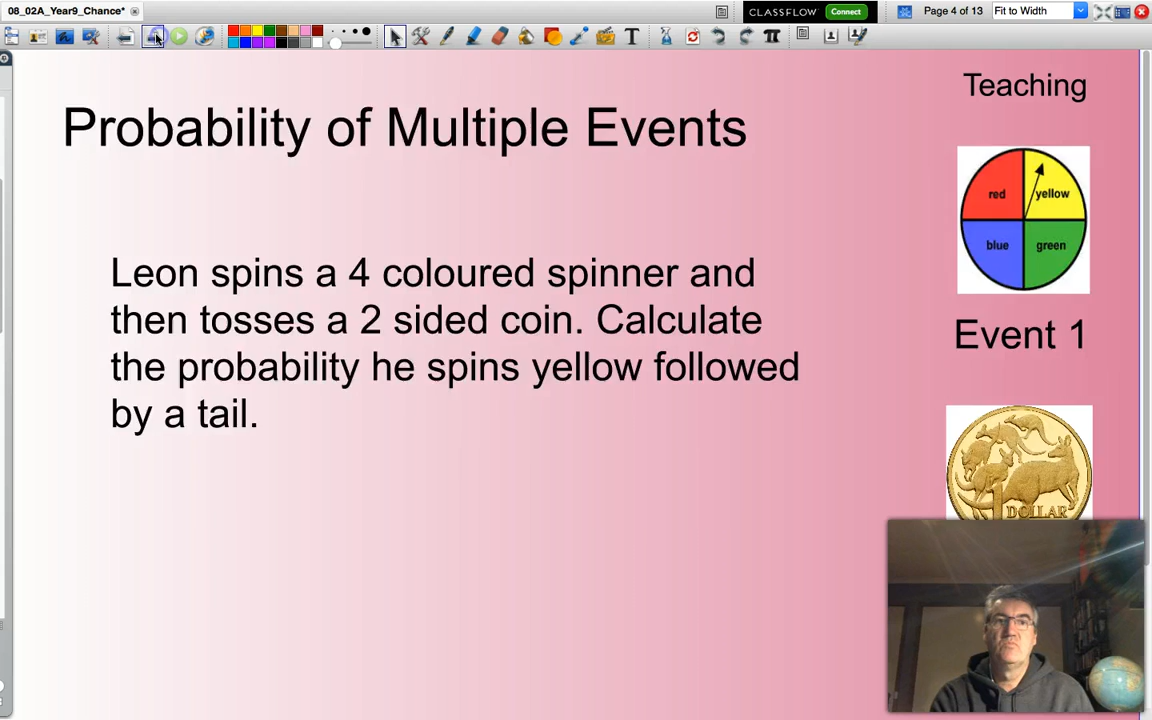 08_02A_Year9_Chance*
CLASSFLOW Connect
Page 4 of 13
Fit to Width
Teaching
Probability of Multiple Events
red
yellow
blue
green
Leon spins a 4 coloured spinner and
then tosses a 2 sided coin. Calculate
the probability he spins yellow followed
by a tail.
Event 1
DOLLAR